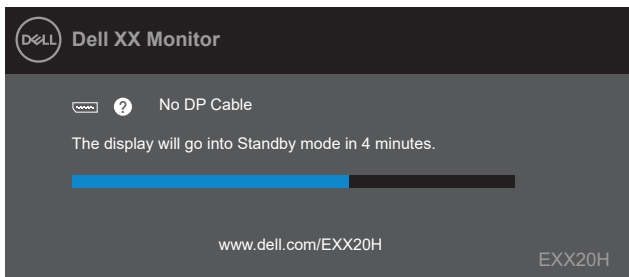 DELL Dell XX Monitor
? No DP Cable
The display will go into Standby mode in 4 minutes.
www.dell.com/EXX20H
EXX20H